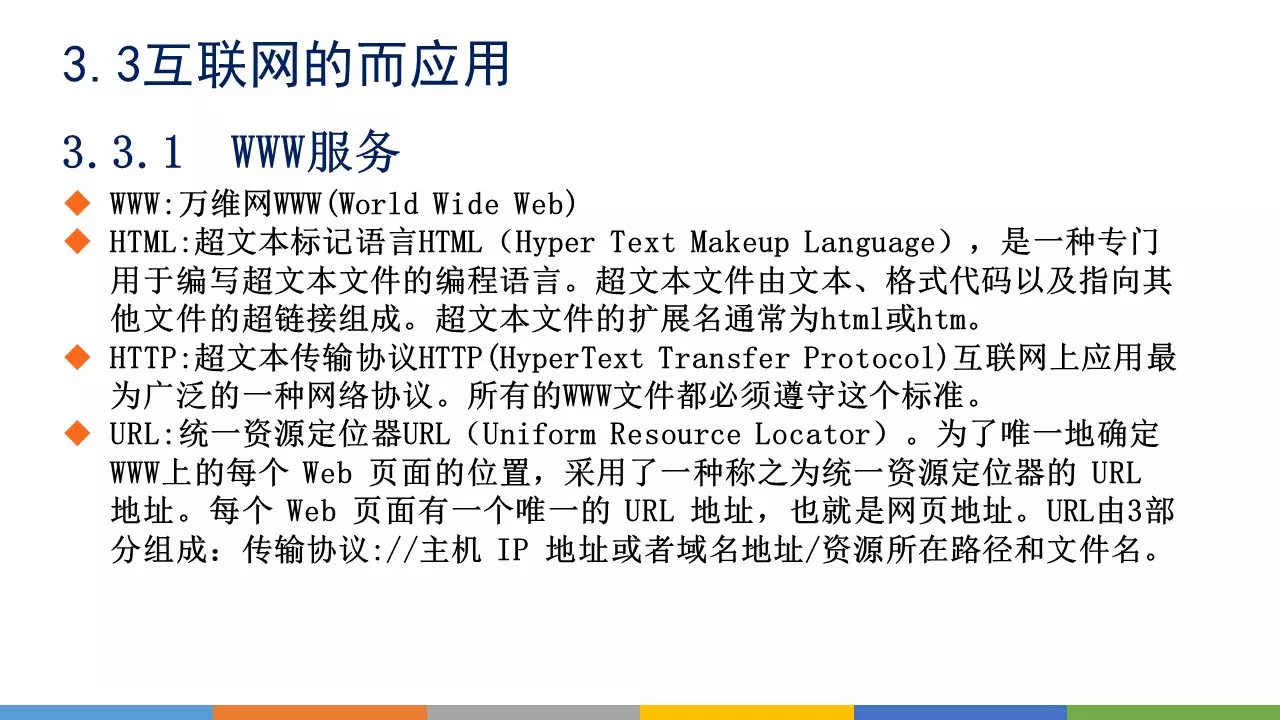 3.3互联网的而应用
3.3.1 WWW服务
◆ WWW:万维网WWW(World Wide Web)
◆ HTML:超文本标记语言HTML（Hyper Text Makeup Language），是一种专门
用于编写超文本文件的编程语言。超文本文件由文本、格式代码以及指向其
他文件的超链接组成。超文本文件的扩展名通常为html或htm。
◆ HTTP:超文本传输协议HTTP(HyperText Transfer Protocol)互联网上应用最
为广泛的一种网络协议。所有的WWW文件都必须遵守这个标准。
◆ URL:统一资源定位器URL（Uniform Resource Locator）。为了唯一地确定
WWW上的每个 Web 页面的位置，采用了一种称之为统一资源定位器的 URL
地址。每个 Web 页面有一个唯一的 URL 地址，也就是网页地址。URL由3部
分组成：传输协议://主机 IP 地址或者域名地址/资源所在路径和文件名。